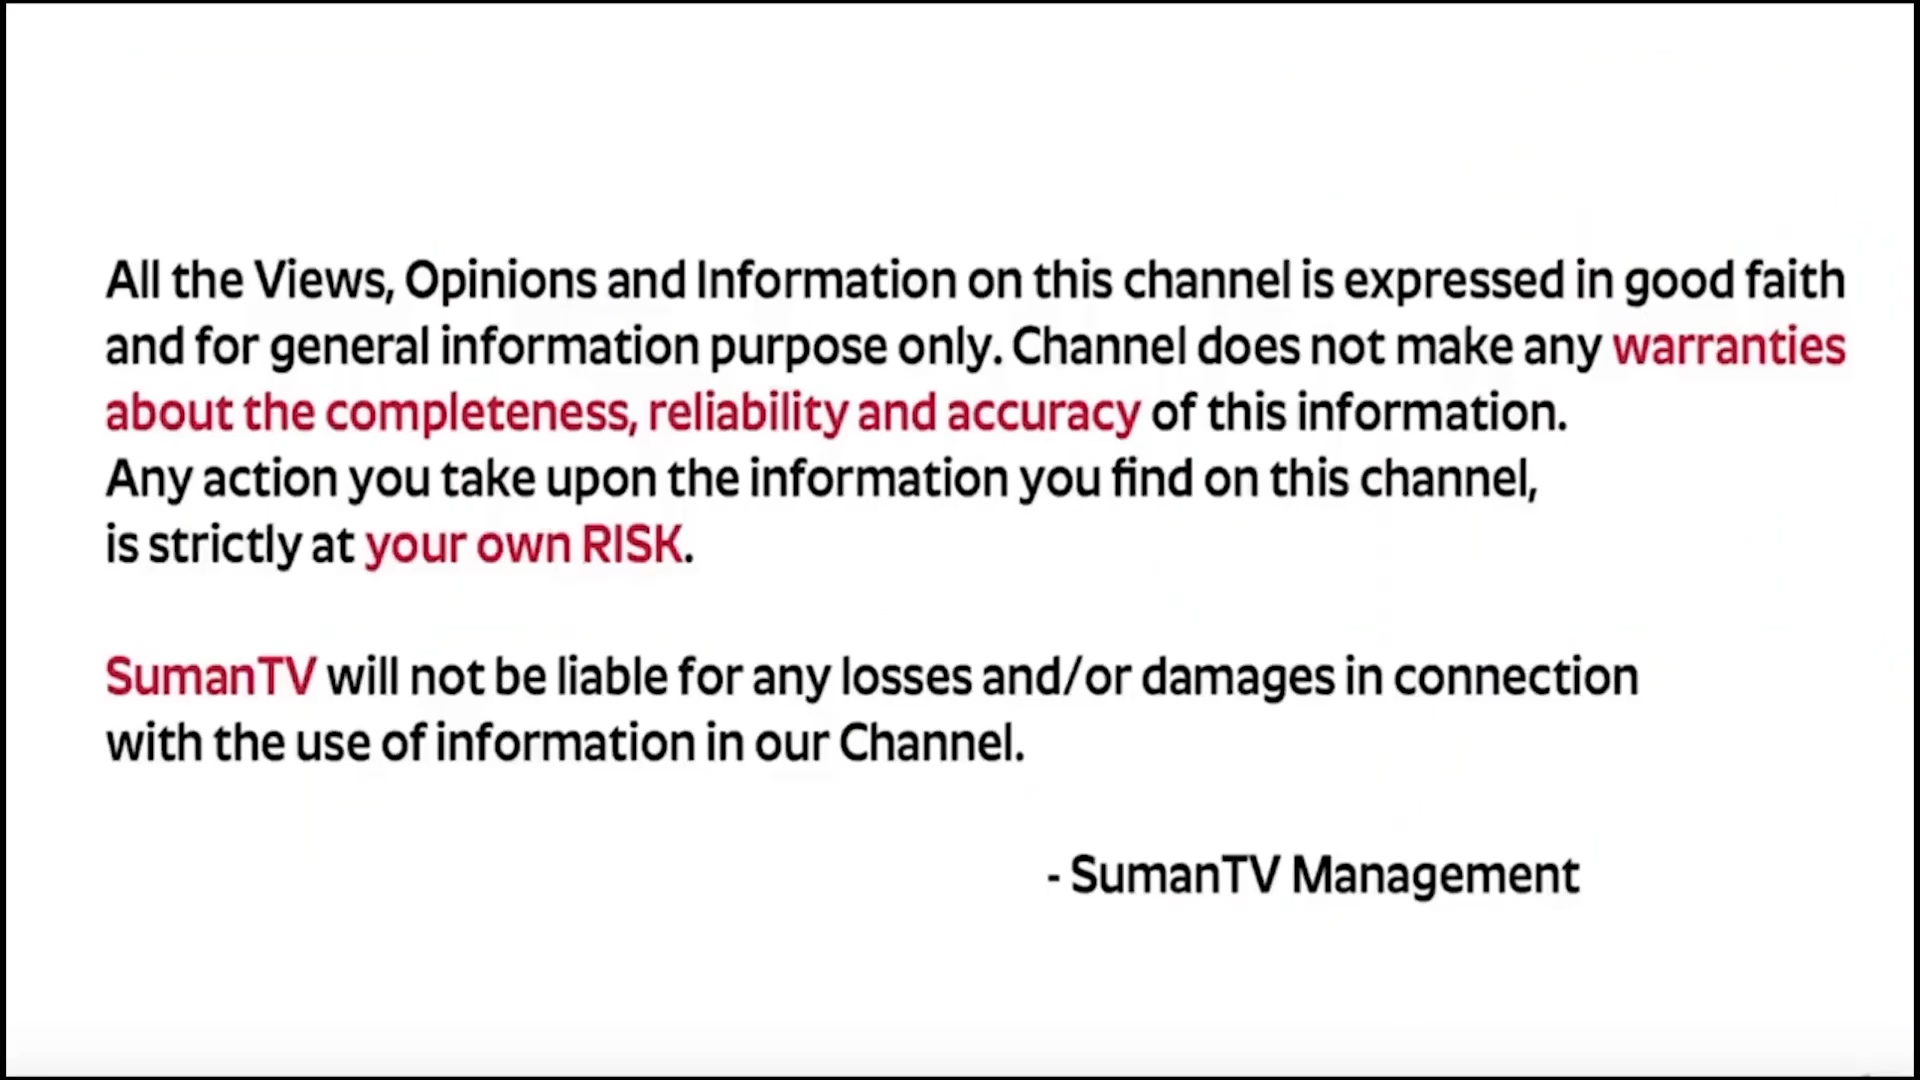 All the Views, Opinions and Information on this channel is expressed in good faith
and for general information purpose only. Channel does not make any warranties
about the completeness, reliability and accuracy of this information.
Any action you take upon the information you find on this channel,
is strictly at your own RISK.
SumanTV will not be liable for any losses and/or damages in connection
with the use of information in our Channel.
- SumanTV Management